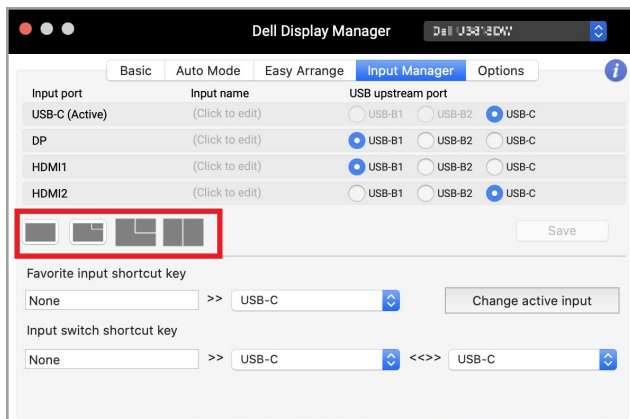 Dell Display Manager
Basic Auto Mode Easy Arrange Input Manager Options i
Input port Input name USB upstream port
USB-C (Active) (Click to edit) USB-B1 USB-B2 USB-C
DP (Click to edit) USB-B1 USB-B2 USB-C
HDMI1 (Click to edit) USB-B1 USB-B2 USB-C
HDMI2 (Click to edit) USB-B1 USB-B2 USB-C
Save
Favorite input shortcut key
None >> USB-C Change active input
Input switch shortcut key
None >> USB-C <<>> USB-C